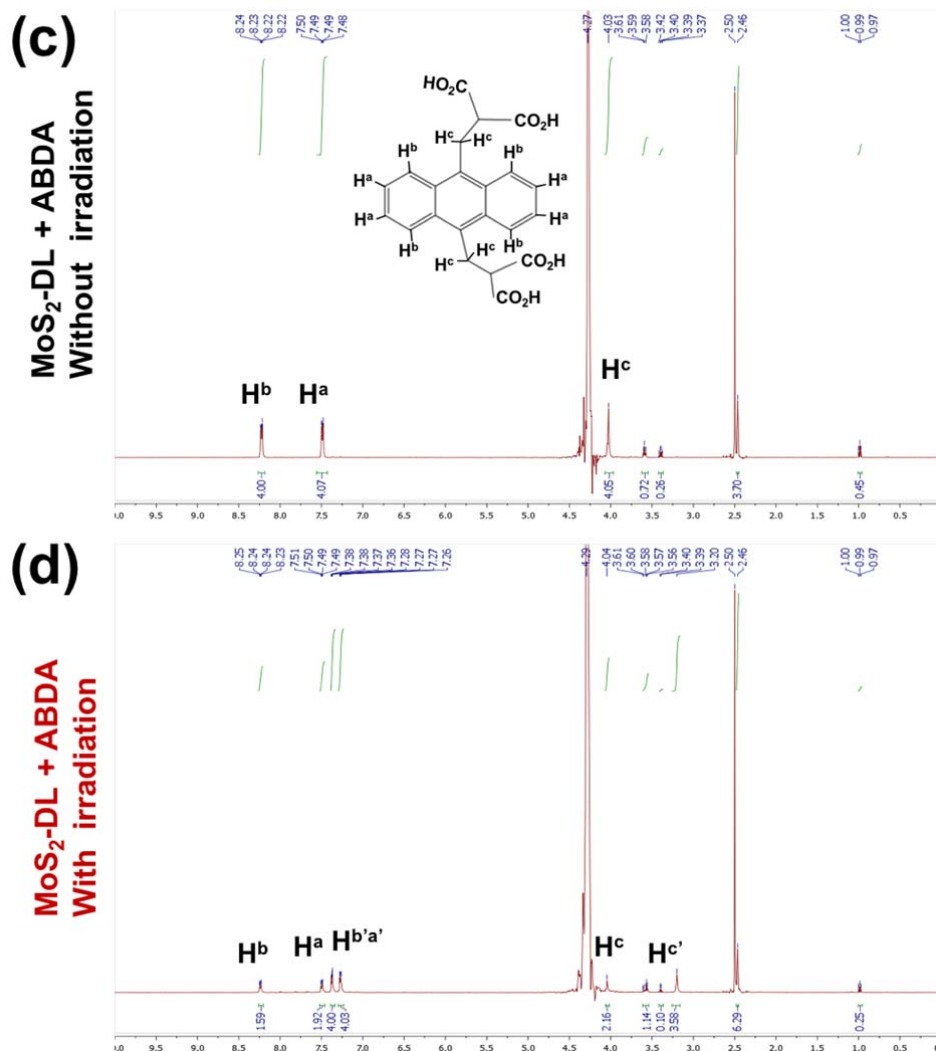 (c)
MoS₂-DL + ABDA
Without irradiation
8.24
8.23
8.22
8.22
7.50
7.49
7.49
7.48
4.27
4.03
3.61
3.59
3.58
3.42
3.40
3.39
3.37
2.50
2.46
1.00
0.99
0.97
HO₂C
CO₂H
Hᶜ Hᶜ
Hᵇ Hᵇ
Hᵃ Hᵃ
Hᵃ Hᵃ
Hᵇ Hᵇ
Hᶜ Hᶜ
CO₂H
CO₂H
Hᵇ Hᵃ Hᶜ
4.00 4.07 4.05 0.72 0.26 3.70 0.45
9.5 9.0 8.5 8.0 7.5 7.0 6.5 6.0 5.5 5.0 4.5 4.0 3.5 3.0 2.5 2.0 1.5 1.0 0.5
(d)
MoS₂-DL + ABDA
With irradiation
8.25
8.24
8.24
8.23
7.51
7.50
7.49
7.49
7.38
7.38
7.37
7.36
7.28
7.27
7.27
7.26
4.29
4.04
3.61
3.60
3.58
3.57
3.56
3.40
3.39
3.20
2.50
2.46
1.00
0.99
0.97
Hᵇ Hᵃ Hᵇ'ᵃ' Hᶜ Hᶜ'
1.59 1.92 4.00 4.03 2.16 1.14 0.10 3.58 6.29 0.25
9.5 9.0 8.5 8.0 7.5 7.0 6.5 6.0 5.5 5.0 4.5 4.0 3.5 3.0 2.5 2.0 1.5 1.0 0.5